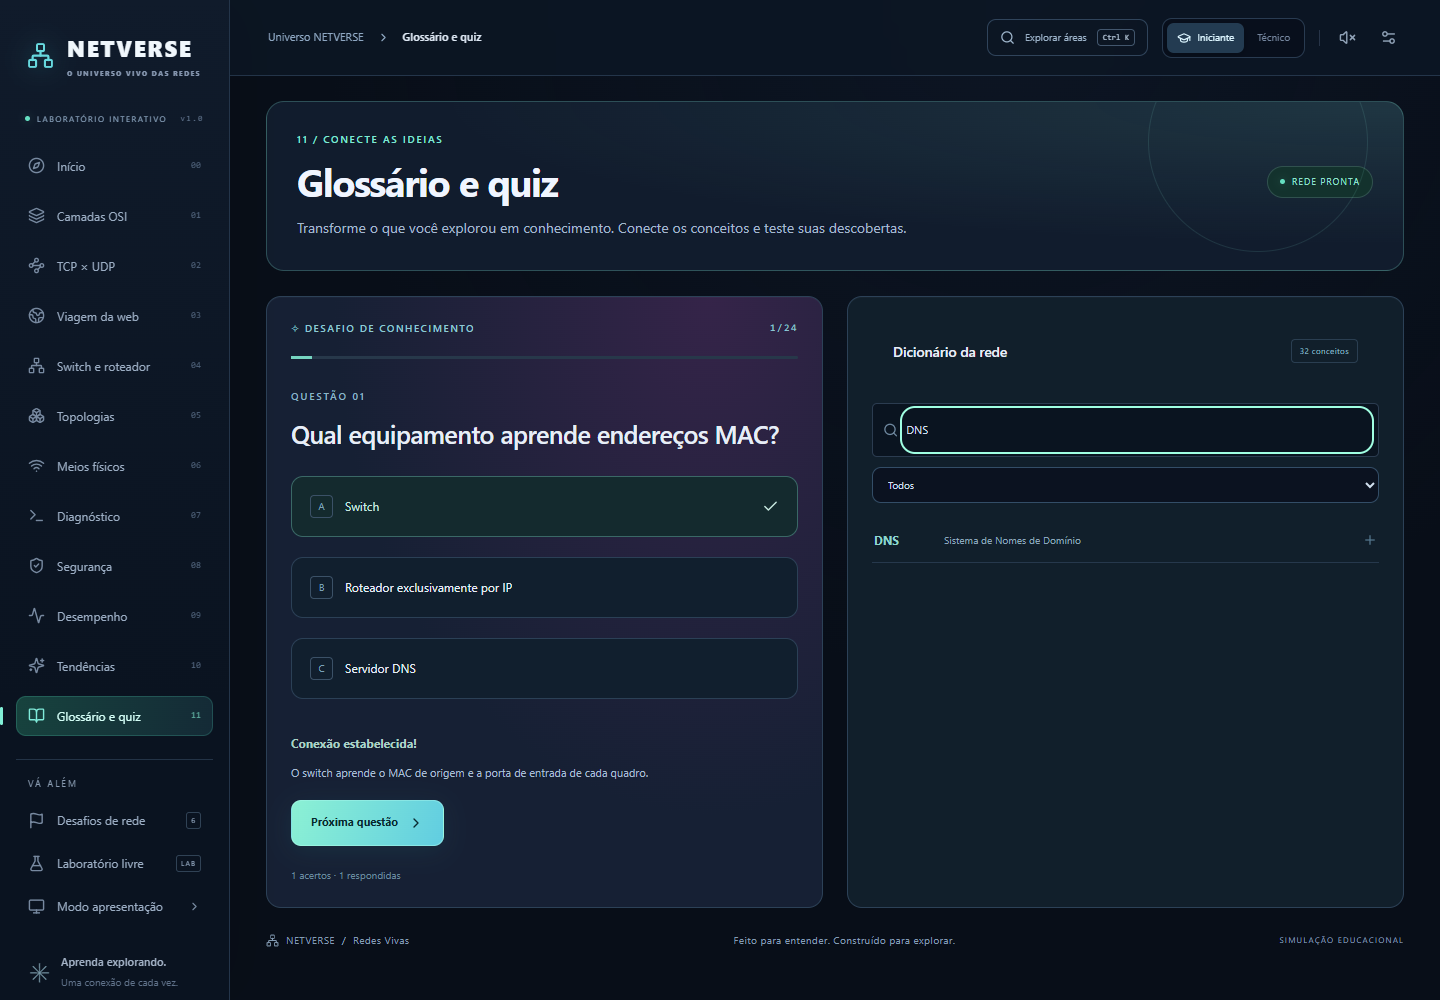 NETVERSE
O UNIVERSO VIVO DAS REDES
LABORATÓRIO INTERATIVO v1.0
Início 00
Camadas OSI 01
TCP × UDP 02
Viagem da web 03
Switch e roteador 04
Topologias 05
Meios físicos 06
Diagnóstico 07
Segurança 08
Desempenho 09
Tendências 10
Glossário e quiz 11
VÁ ALÉM
Desafios de rede 6
Laboratório livre LAB
Modo apresentação
Aprenda explorando.
Uma conexão de cada vez.
Universo NETVERSE > Glossário e quiz
Explorar áreas Ctrl K
Iniciante Técnico
11 / CONECTE AS IDEIAS
Glossário e quiz
Transforme o que você explorou em conhecimento. Conecte os conceitos e teste suas descobertas.
REDE PRONTA
DESAFIO DE CONHECIMENTO 1/24
QUESTÃO 01
Qual equipamento aprende endereços MAC?
A Switch
B Roteador exclusivamente por IP
C Servidor DNS
Conexão estabelecida!
O switch aprende o MAC de origem e a porta de entrada de cada quadro.
Próxima questão
1 acertos · 1 respondidas
Dicionário da rede 32 conceitos
DNS
Todos
DNS Sistema de Nomes de Domínio +
NETVERSE / Redes Vivas
Feito para entender. Construído para explorar.
SIMULAÇÃO EDUCACIONAL